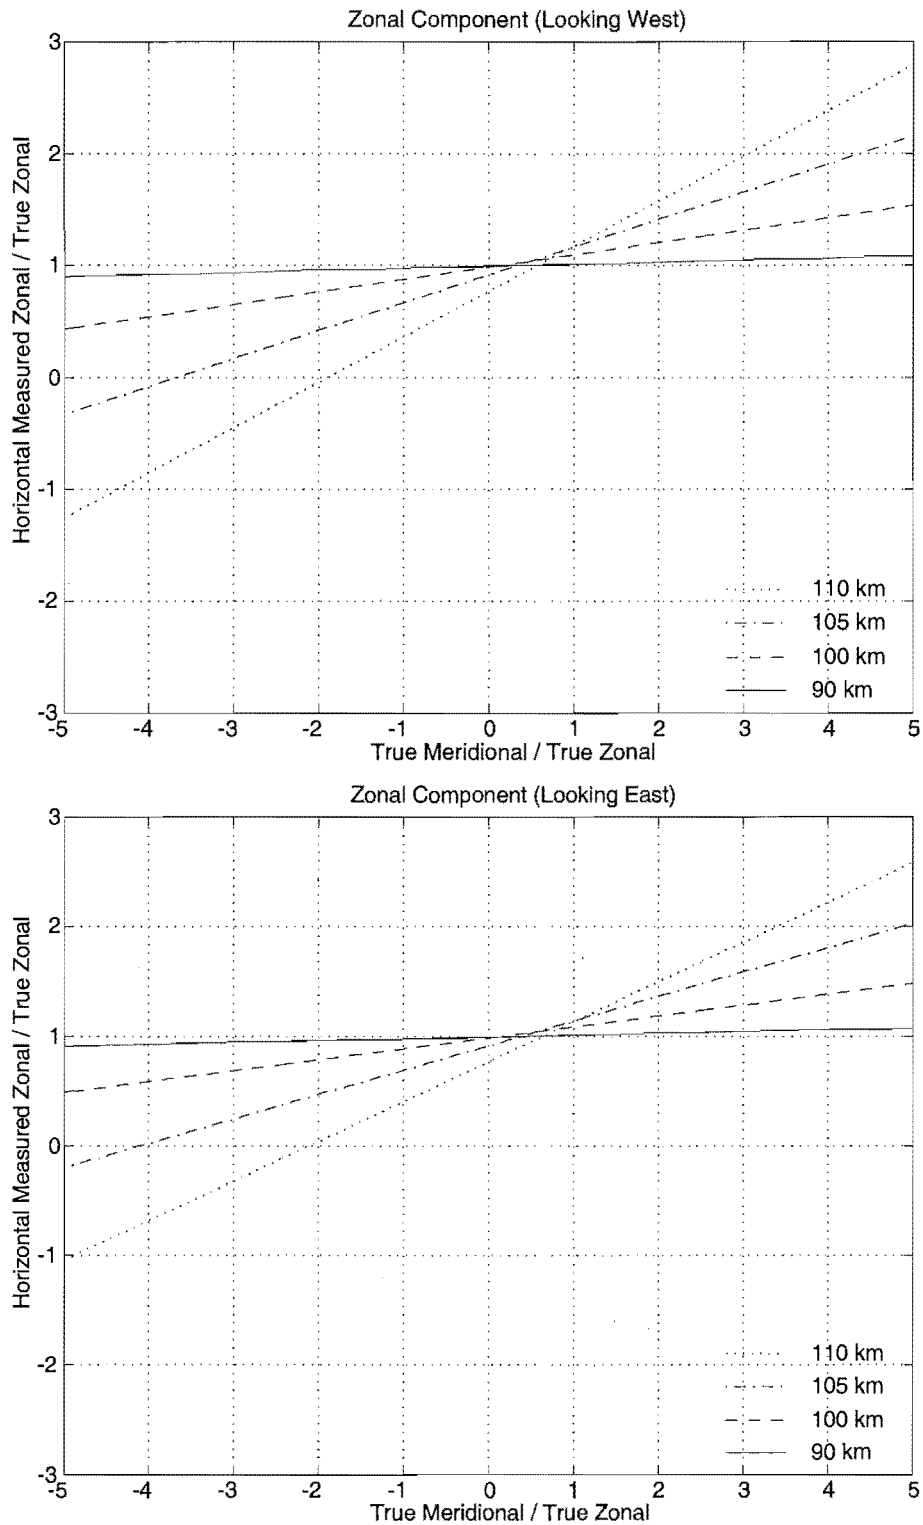 Zonal Component (Looking West)
Horizontal Measured Zonal / True Zonal
3
2
1
0
-1
-2
-3
110 km
105 km
100 km
90 km
-5 -4 -3 -2 -1 0 1 2 3 4 5
True Meridional / True Zonal
Zonal Component (Looking East)
Horizontal Measured Zonal / True Zonal
3
2
1
0
-1
-2
-3
110 km
105 km
100 km
90 km
-5 -4 -3 -2 -1 0 1 2 3 4 5
True Meridional / True Zonal